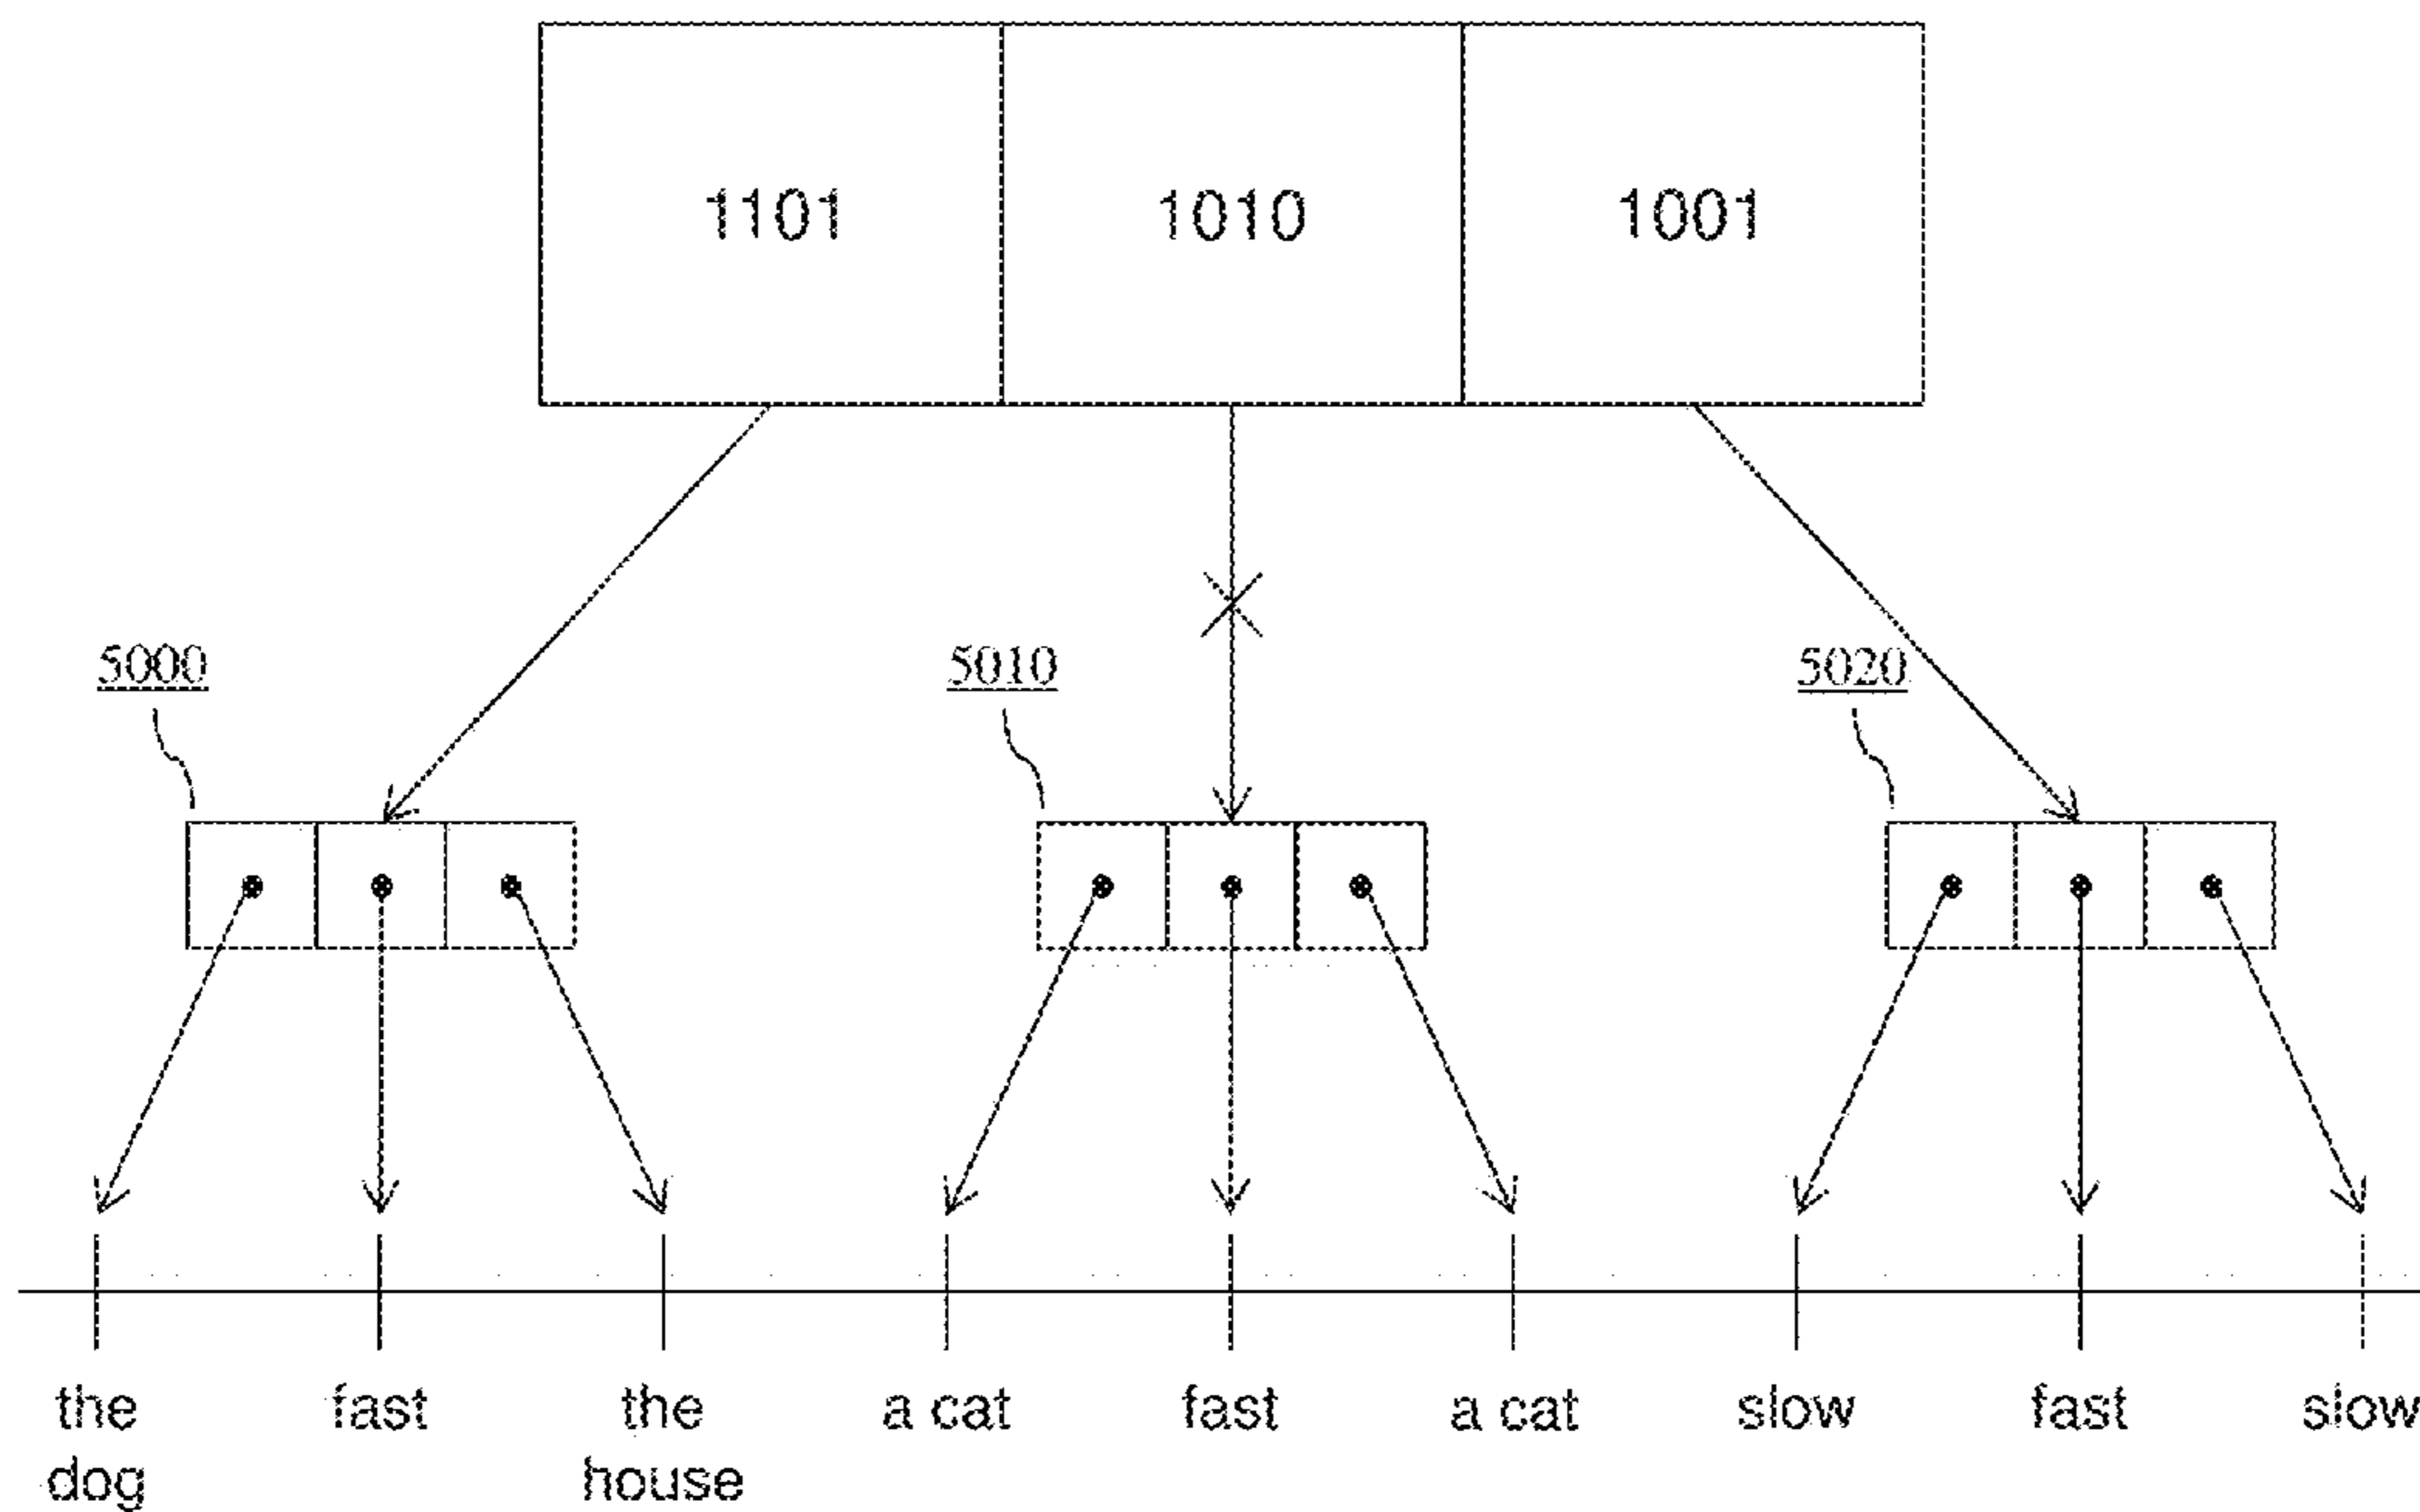 1101 1010 1001
5000 5010 5020
the fast the a cat fast a cat slow fast slow
dog house